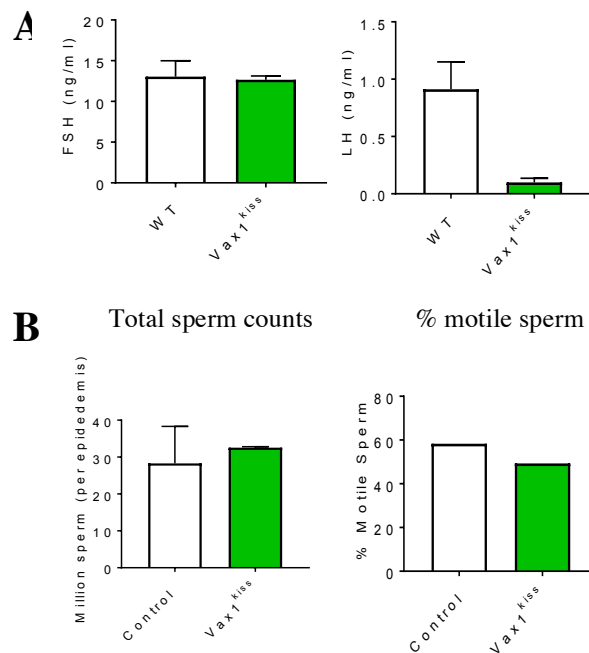 A
FSH (ng/ml)
20
15
10
5
0
WT
Vax1kiss
LH (ng/ml)
1.5
1.0
0.5
0.0
WT
Vax1kiss
B
Total sperm counts
Million sperm (per epidedemis)
40
30
20
10
0
Control
Vax1kiss
% motile sperm
% Motile Sperm
80
60
40
20
0
Control
Vax1kiss